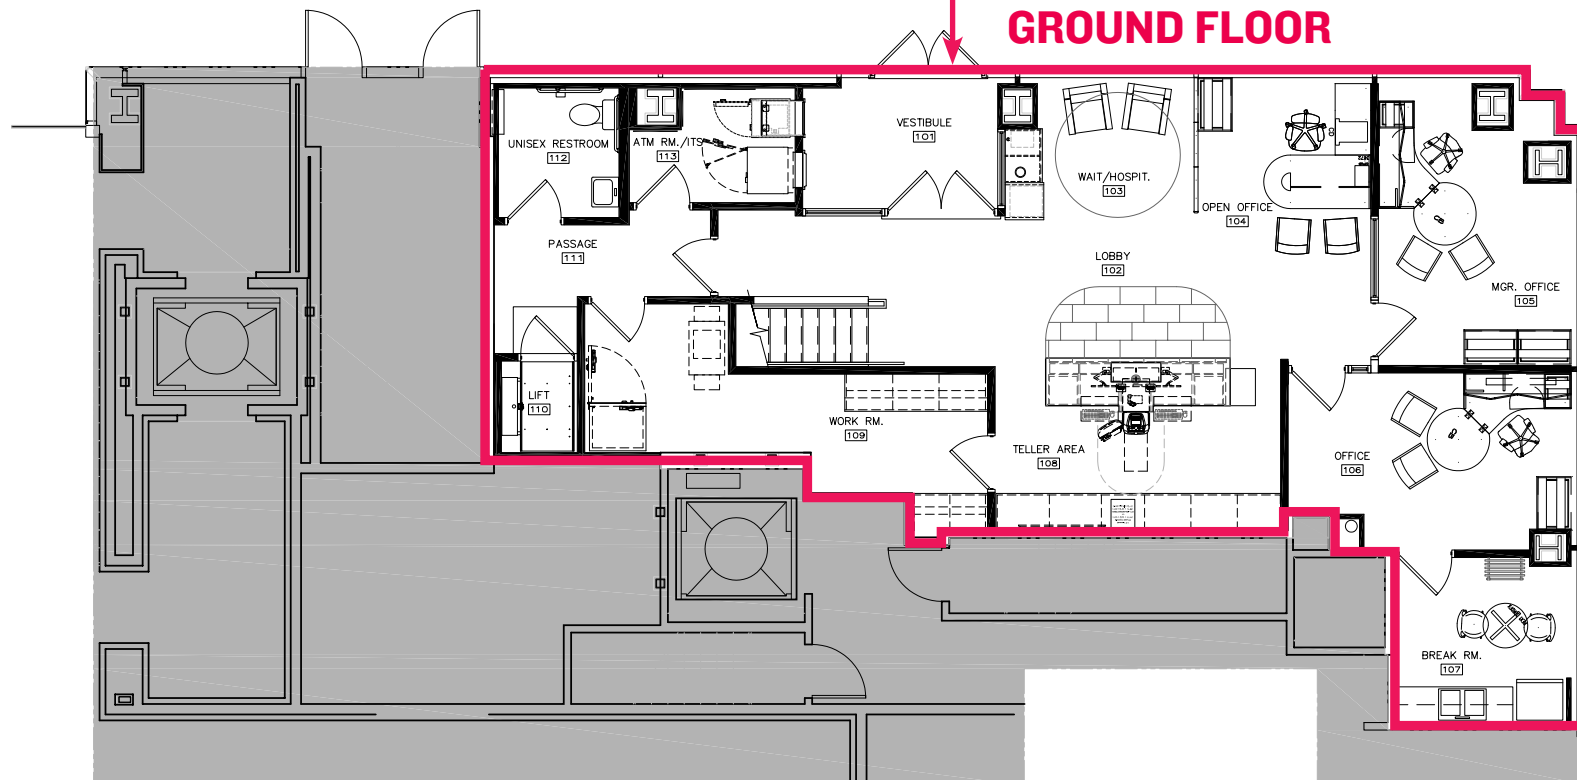 GROUND FLOOR
VESTIBULE
101
UNISEX RESTROOM
112
ATM RM./ITS
113
WAIT/HOSPIT.
103
OPEN OFFICE
104
PASSAGE
111
LOBBY
102
MGR. OFFICE
105
LIFT
110
WORK RM.
109
TELLER AREA
108
OFFICE
106
BREAK RM.
107